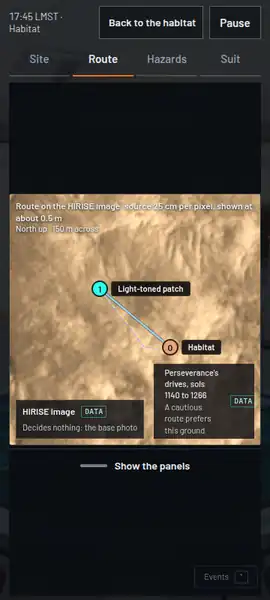 17:45 LMST ·
Habitat
Back to the habitat
Pause
Site
Route
Hazards
Suit
Route on the HiRISE image, source 25 cm per pixel, shown at
about 0.5 m
North up · 150 m across
1
Light-toned patch
0
Habitat
Perseverance's
drives, sols
1140 to 1266
DATA
A cautious
route prefers
this ground
HiRISE image
DATA
Decides nothing: the base photo
Show the panels
Events